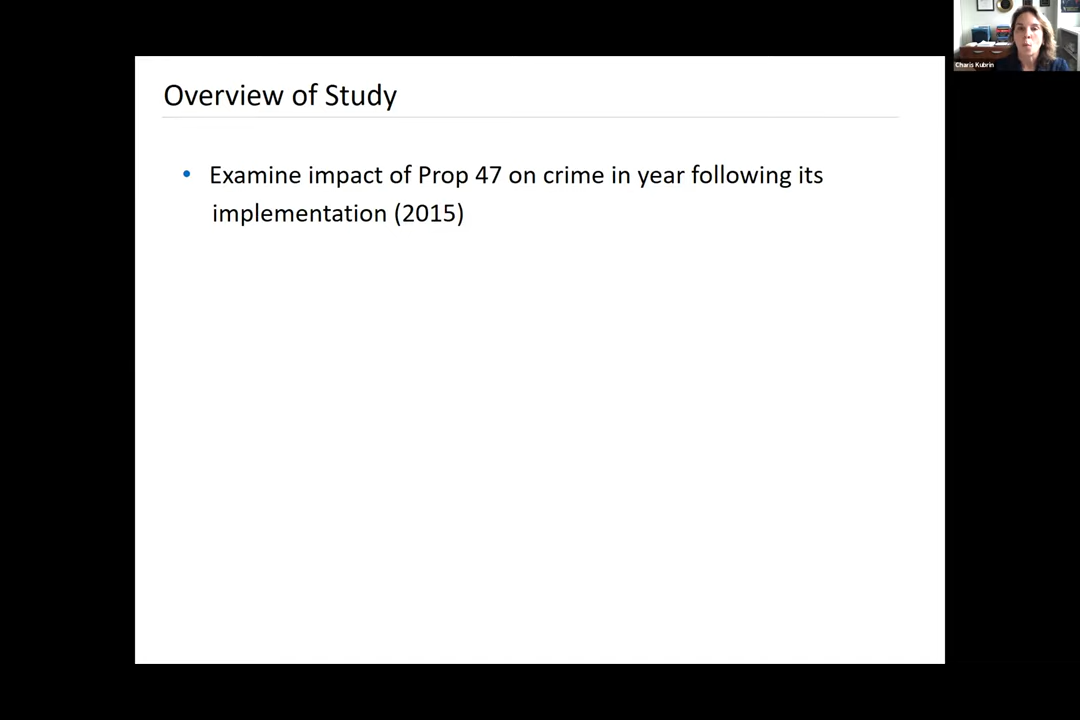 Charis Kubrin
Overview of Study
• Examine impact of Prop 47 on crime in year following its
implementation (2015)